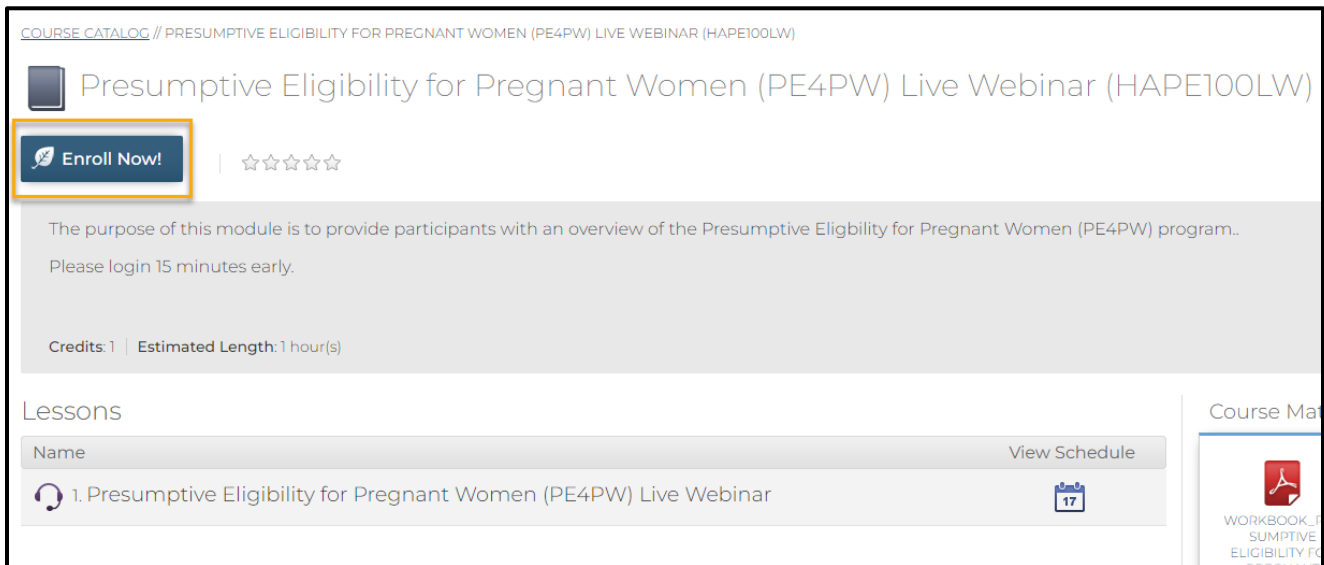 COURSE CATALOG // PRESUMPTIVE ELIGIBILITY FOR PREGNANT WOMEN (PE4PW) LIVE WEBINAR (HAPE100LW)
Presumptive Eligibility for Pregnant Women (PE4PW) Live Webinar (HAPE100LW)
Enroll Now!
The purpose of this module is to provide participants with an overview of the Presumptive Eligbility for Pregnant Women (PE4PW) program..
Please login 15 minutes early.
Credits: 1 | Estimated Length: 1 hour(s)
Lessons
Name View Schedule
1. Presumptive Eligibility for Pregnant Women (PE4PW) Live Webinar
17
Course Mat
WORKBOOK_P
SUMPTIVE
ELIGIBILITY FO